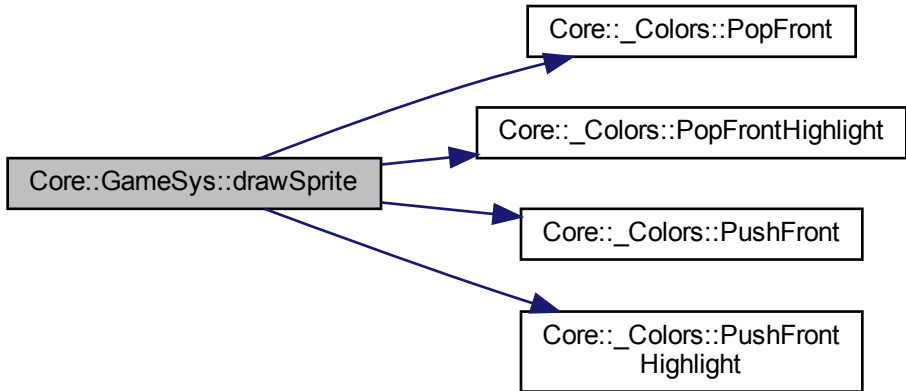 Core::_Colors::PopFront
Core::_Colors::PopFrontHighlight
Core::GameSys::drawSprite
Core::_Colors::PushFront
Core::_Colors::PushFront
Highlight